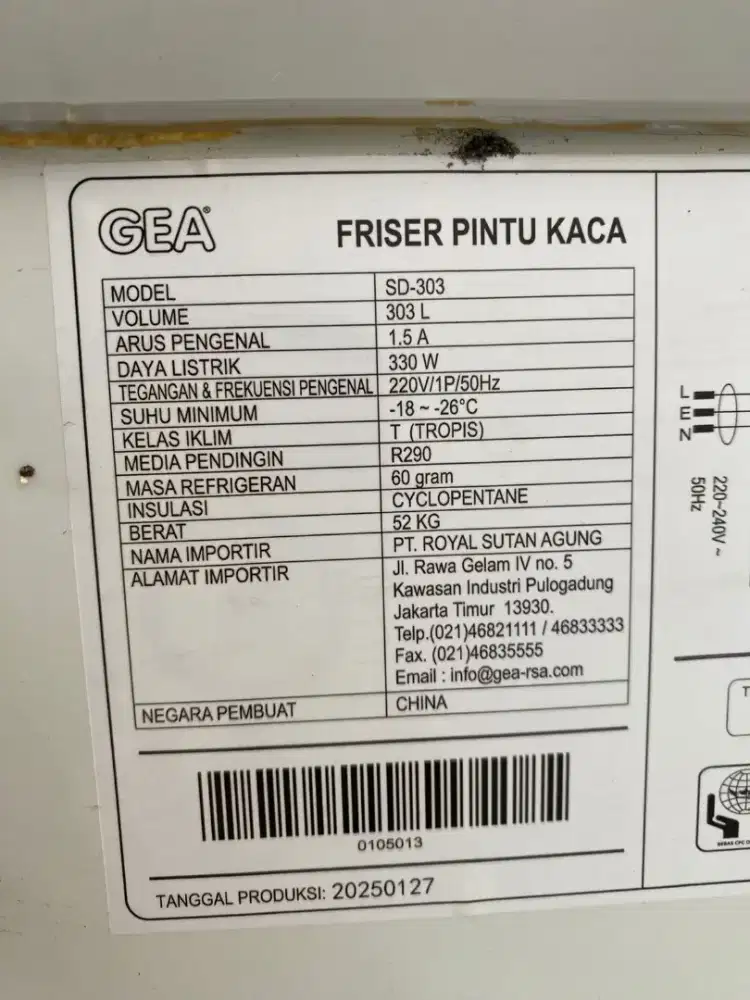 GEA®
FRISER PINTU KACA
MODEL SD-303
VOLUME 303 L
ARUS PENGENAL 1.5 A
DAYA LISTRIK 330 W
TEGANGAN & FREKUENSI PENGENAL 220V/1P/50Hz
SUHU MINIMUM -18 ~ -26°C
KELAS IKLIM T (TROPIS)
MEDIA PENDINGIN R290
MASA REFRIGERAN 60 gram
INSULASI CYCLOPENTANE
BERAT 52 KG
NAMA IMPORTIR PT. ROYAL SUTAN AGUNG
ALAMAT IMPORTIR Jl. Rawa Gelam IV no. 5
Kawasan Industri Pulogadung
Jakarta Timur 13930.
Telp.(021)46821111 / 46833333
Fax. (021)46835555
Email : info@gea-rsa.com
NEGARA PEMBUAT CHINA
0105013
TANGGAL PRODUKSI: 20250127
L
E
N
220~240V ~
50Hz